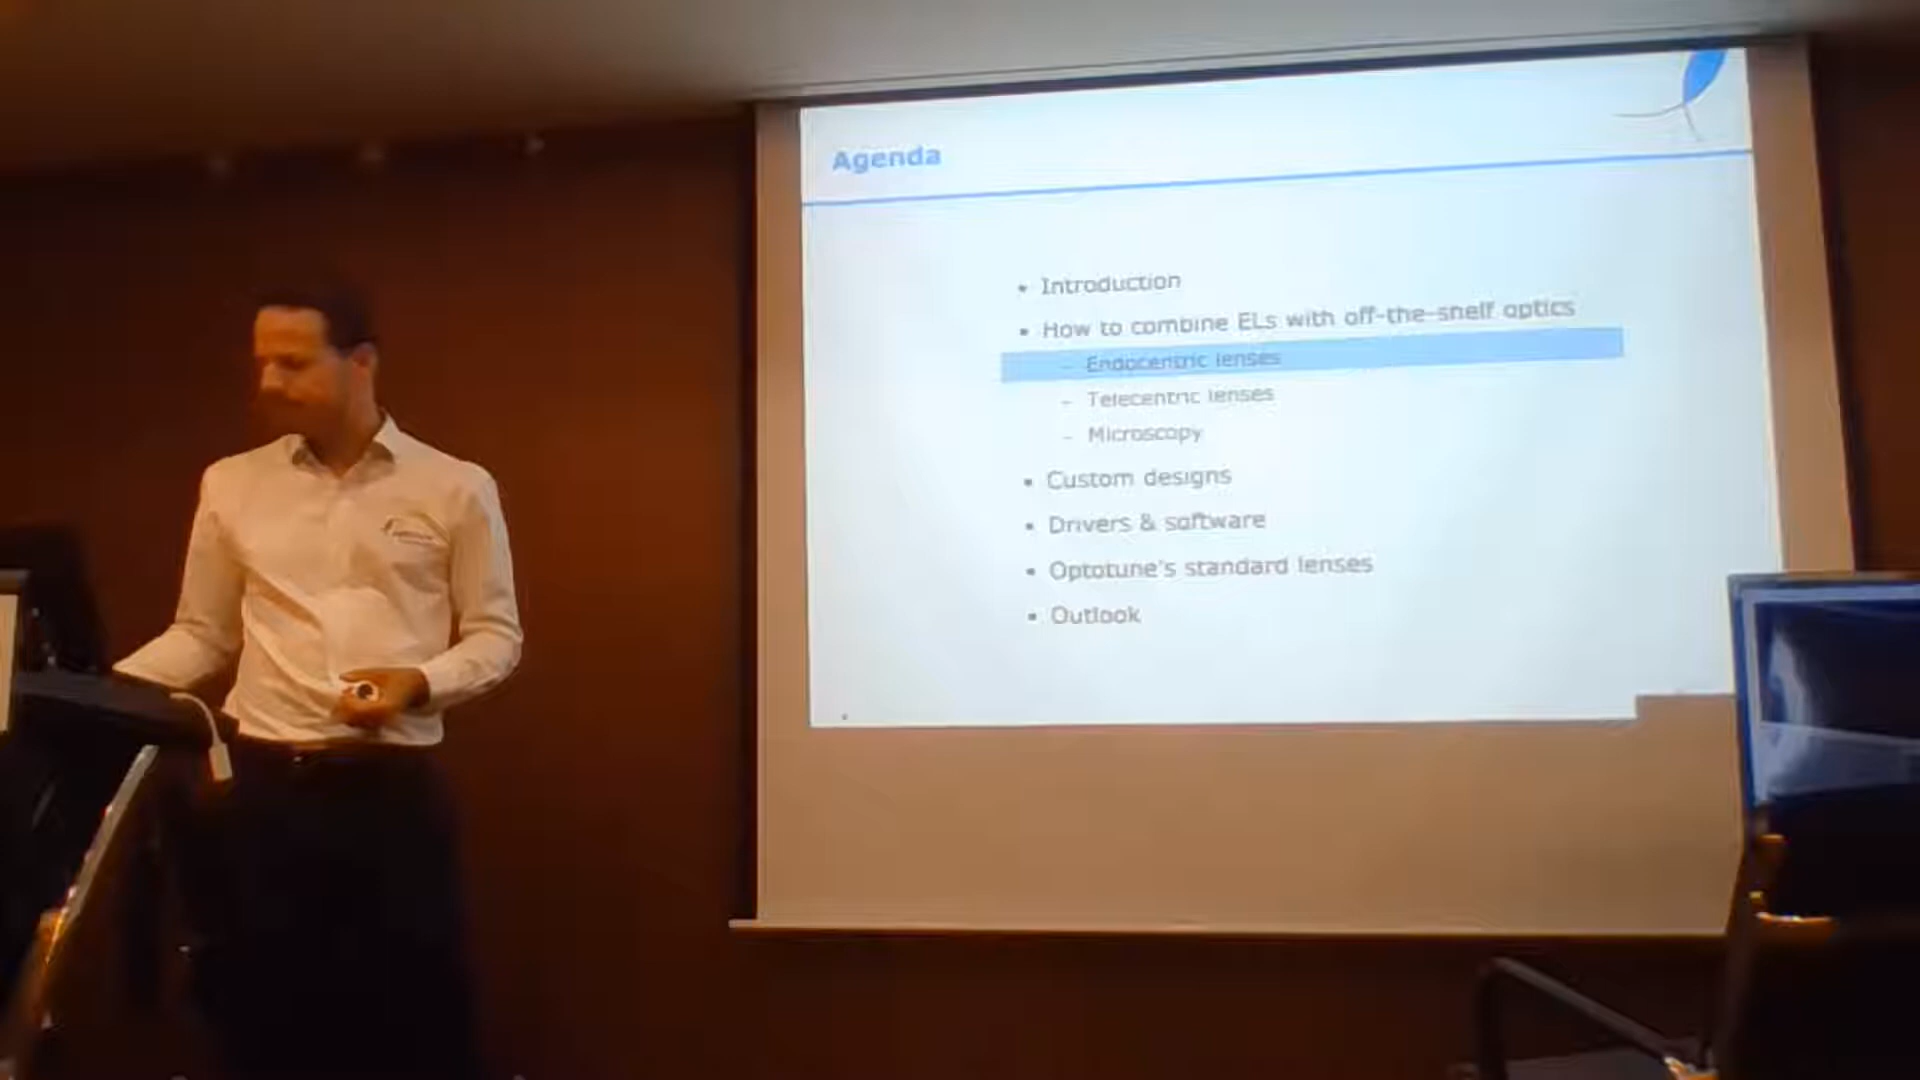 Agenda
▪ Introduction
▪ How to combine ELs with off-the-shelf optics
– Endocentric lenses
– Telecentric lenses
– Microscopy
▪ Custom designs
▪ Drivers & software
▪ Optotune's standard lenses
▪ Outlook